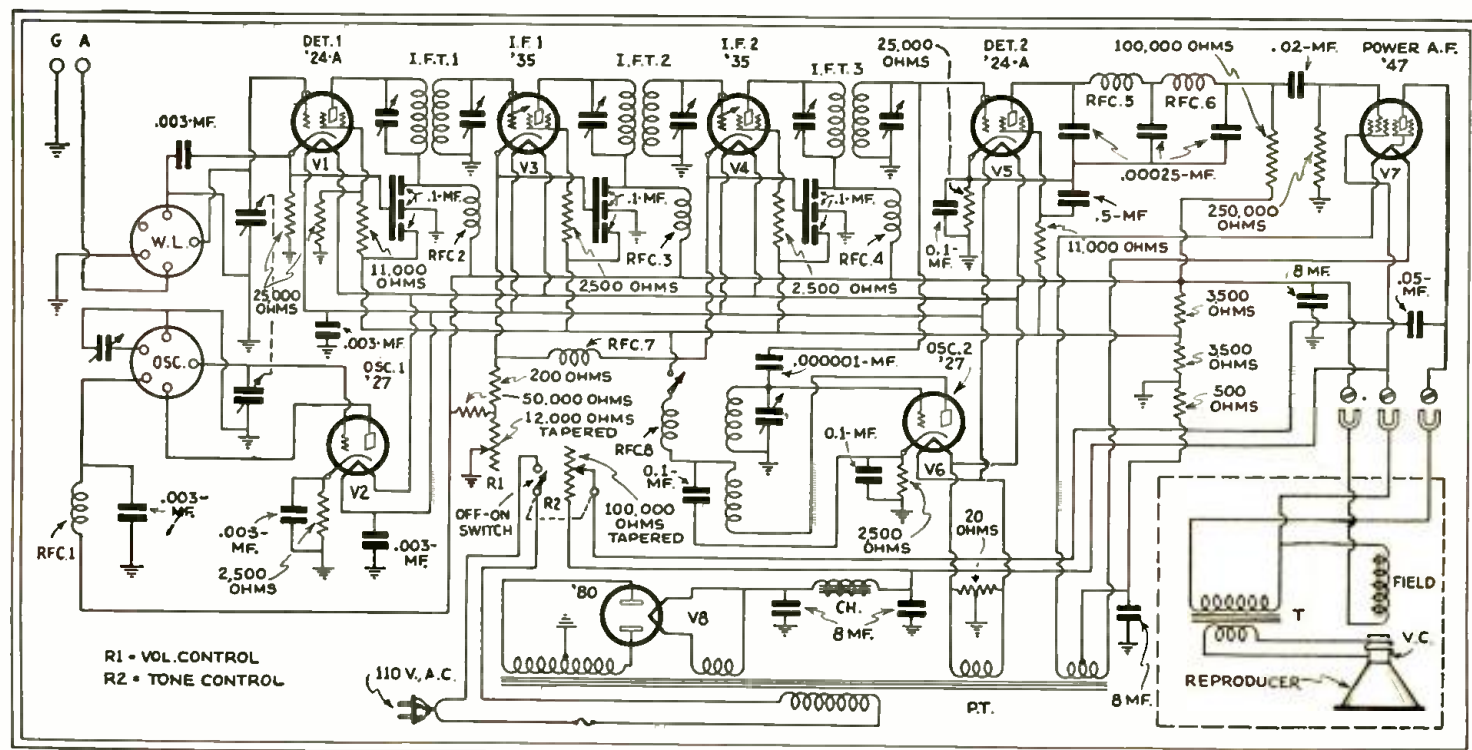 G A
DET.1
'24·A
I.F.T.1
I.F.1
'35
I.F.T.2
I.F.2
'35
I.F.T.3
25,000
OHMS
DET.2
'24·A
100,000
OHMS
.02-MF.
POWER A.F.
'47
RFC.5
RFC.6
.003·MF.
V1
V3
V4
V5
V7
.1·MF.
.1·MF.
.1·MF.
.00025-MF.
.5-MF
W.L.
RFC.2
RFC.3
RFC.4
0.1-
MF.
250,000
OHMS
11,000 OHMS
25,000
OHMS
11,000
OHMS
2500
OHMS
2,500
OHMS
8 MF.
.05-
MF.
3,500
OHMS
.003-MF
OSC.
OSC.1
'27
RFC.7
.000001-MF.
OSC.2
'27
3,500
OHMS
200 OHMS
50,000 OHMS
12,000 OHMS
TAPERED
500
OHMS
RFC8
0.1-MF.
V2
V6
R1
R2
0.1-
MF.
OFF-ON
SWITCH
100,000
OHMS
TAPERED
2500
OHMS
20
OHMS
RFC.1
.003-
MF.
.003-
MF.
.003-
MF.
2,500
OHMS
'80
V8
CH.
8 MF.
FIELD
T
V.C.
R1 = VOL.CONTROL
R2 = TONE CONTROL
110 V., A.C.
P.T.
8 MF.
REPRODUCER